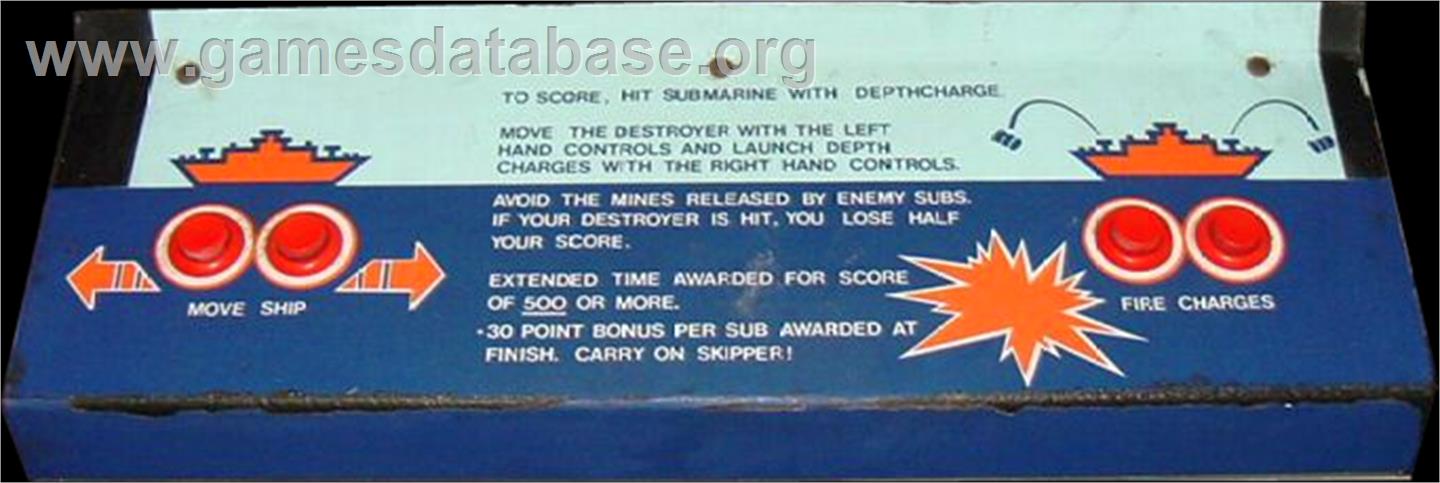 www.gamesdatabase.org
TO SCORE, HIT SUBMARINE WITH DEPTHCHARGE.
MOVE THE DESTROYER WITH THE LEFT
HAND CONTROLS AND LAUNCH DEPTH
CHARGES WITH THE RIGHT HAND CONTROLS.
AVOID THE MINES RELEASED BY ENEMY SUBS.
IF YOUR DESTROYER IS HIT, YOU LOSE HALF
YOUR SCORE.
EXTENDED TIME AWARDED FOR SCORE
OF 500 OR MORE.
·30 POINT BONUS PER SUB AWARDED AT
FINISH. CARRY ON SKIPPER!
MOVE SHIP
FIRE CHARGES